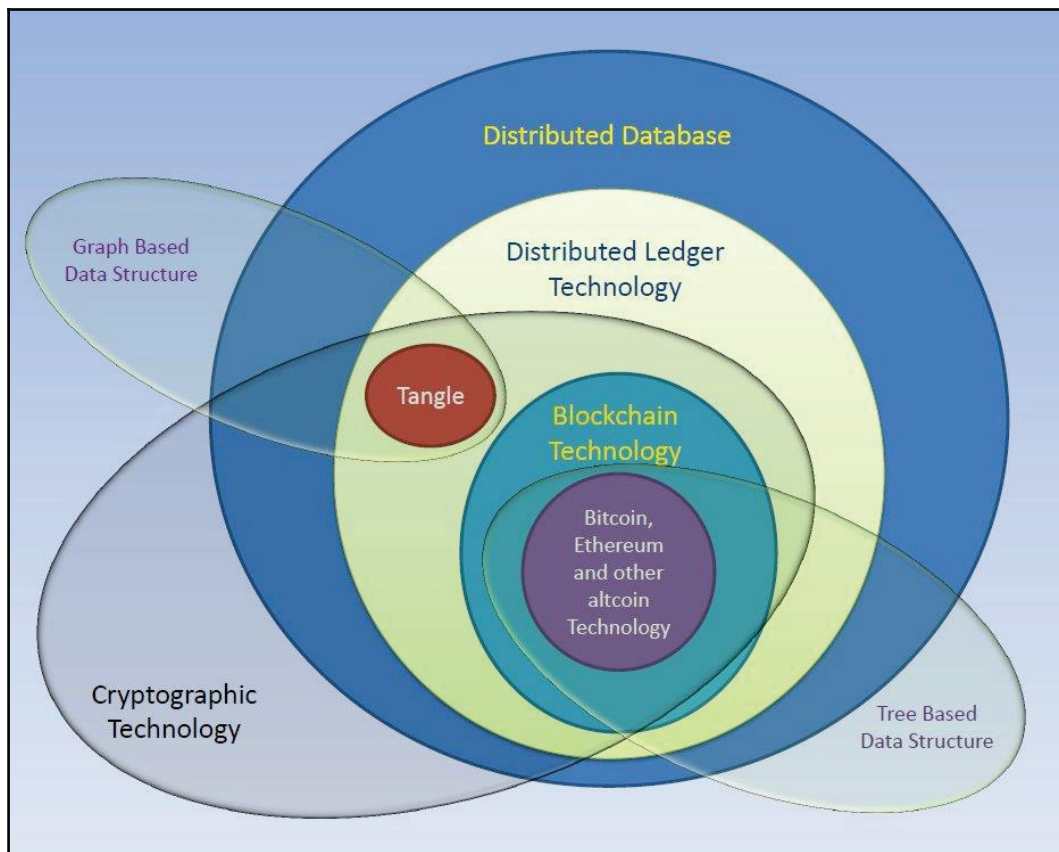 Distributed Database
Graph Based
Data Structure
Distributed Ledger
Technology
Tangle
Blockchain
Technology
Bitcoin,
Ethereum
and other
altcoin
Technology
Cryptographic
Technology
Tree Based
Data Structure